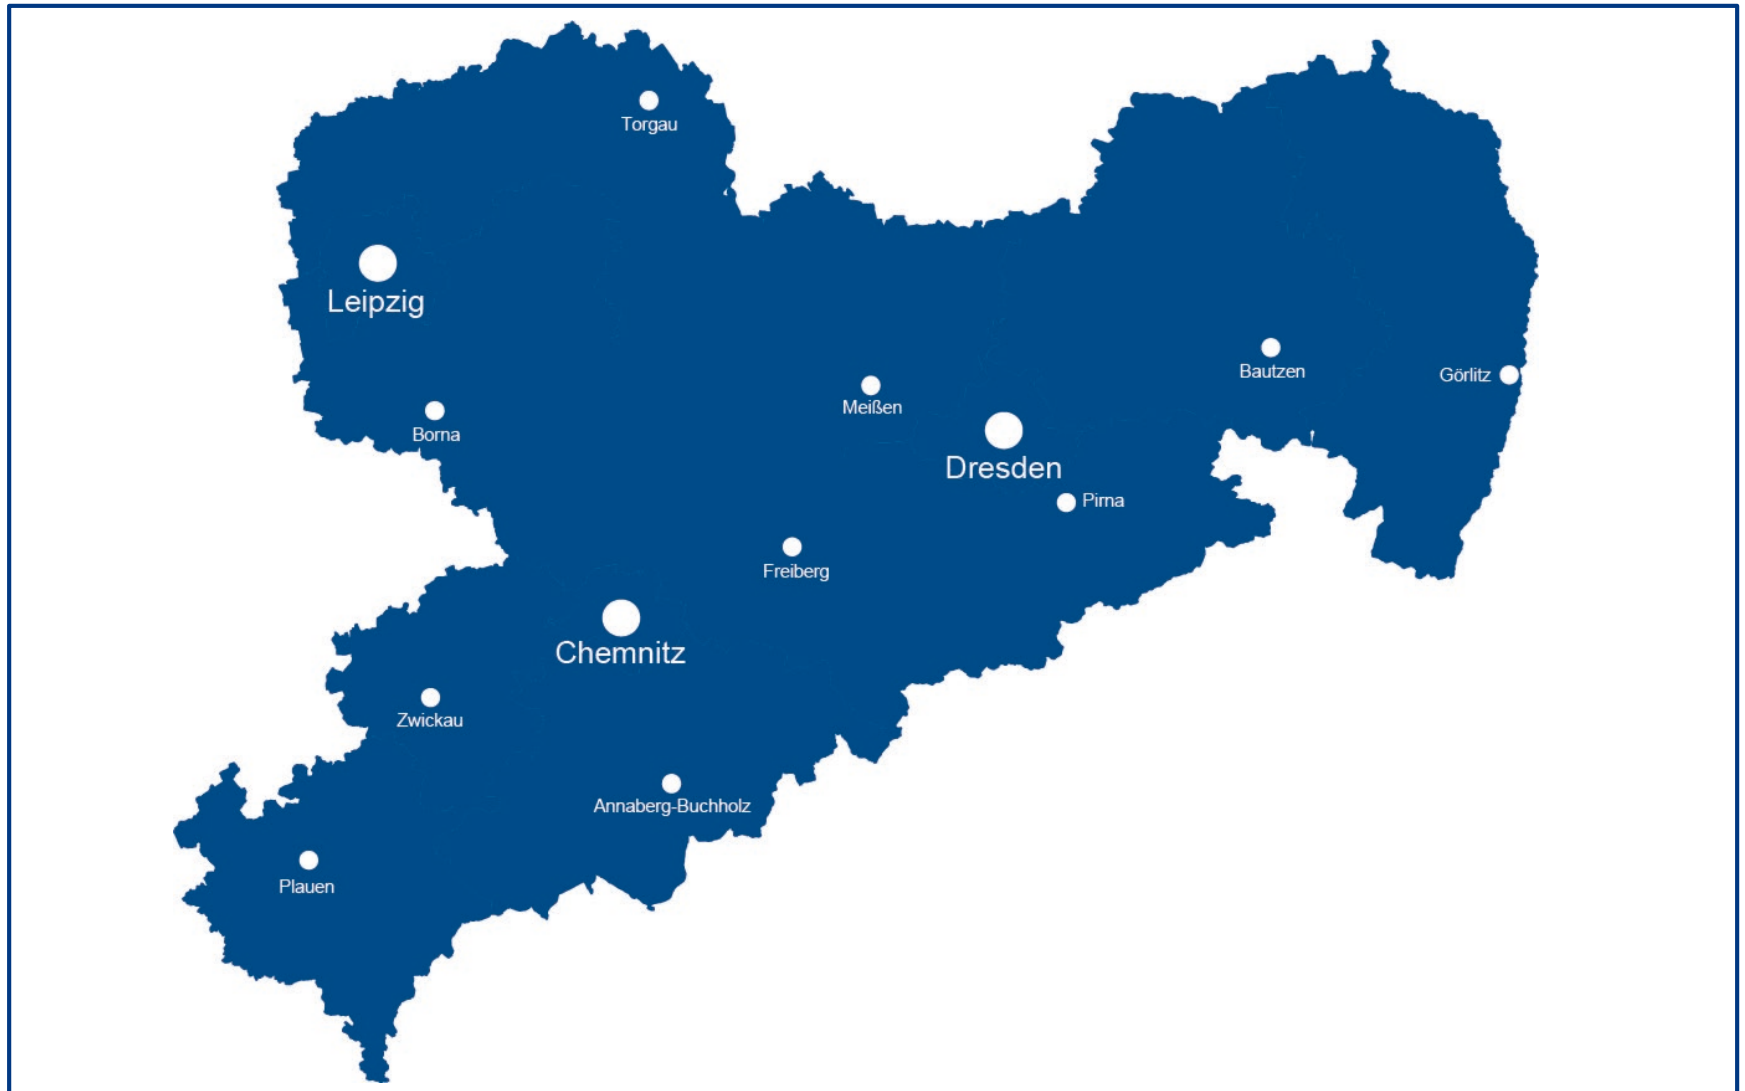 Torgau
Leipzig
Bautzen
Görlitz
Meißen
Borna
Dresden
Pirna
Freiberg
Chemnitz
Zwickau
Annaberg-Buchholz
Plauen